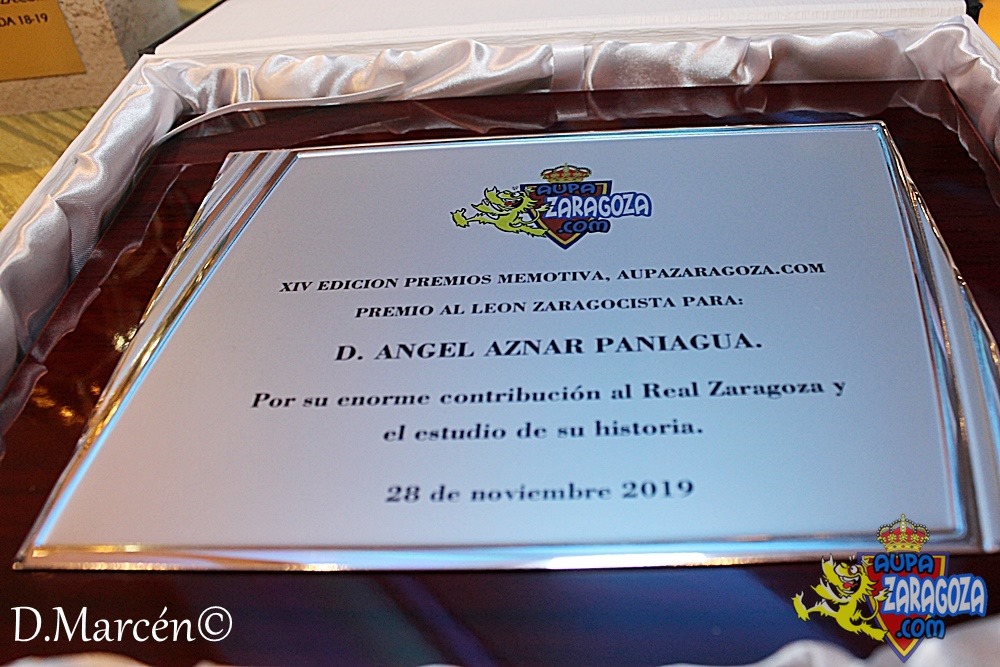 DA 18-19
AUPA
ZARAGOZA
.COM
XIV EDICION PREMIOS MEMOTIVA, AUPAZARAGOZA.COM
PREMIO AL LEON ZARAGOCISTA PARA:
D. ANGEL AZNAR PANIAGUA.
Por su enorme contribución al Real Zaragoza y
el estudio de su historia.
28 de noviembre 2019
AUPA
ZARAGOZA
.COM
D.Marcén©